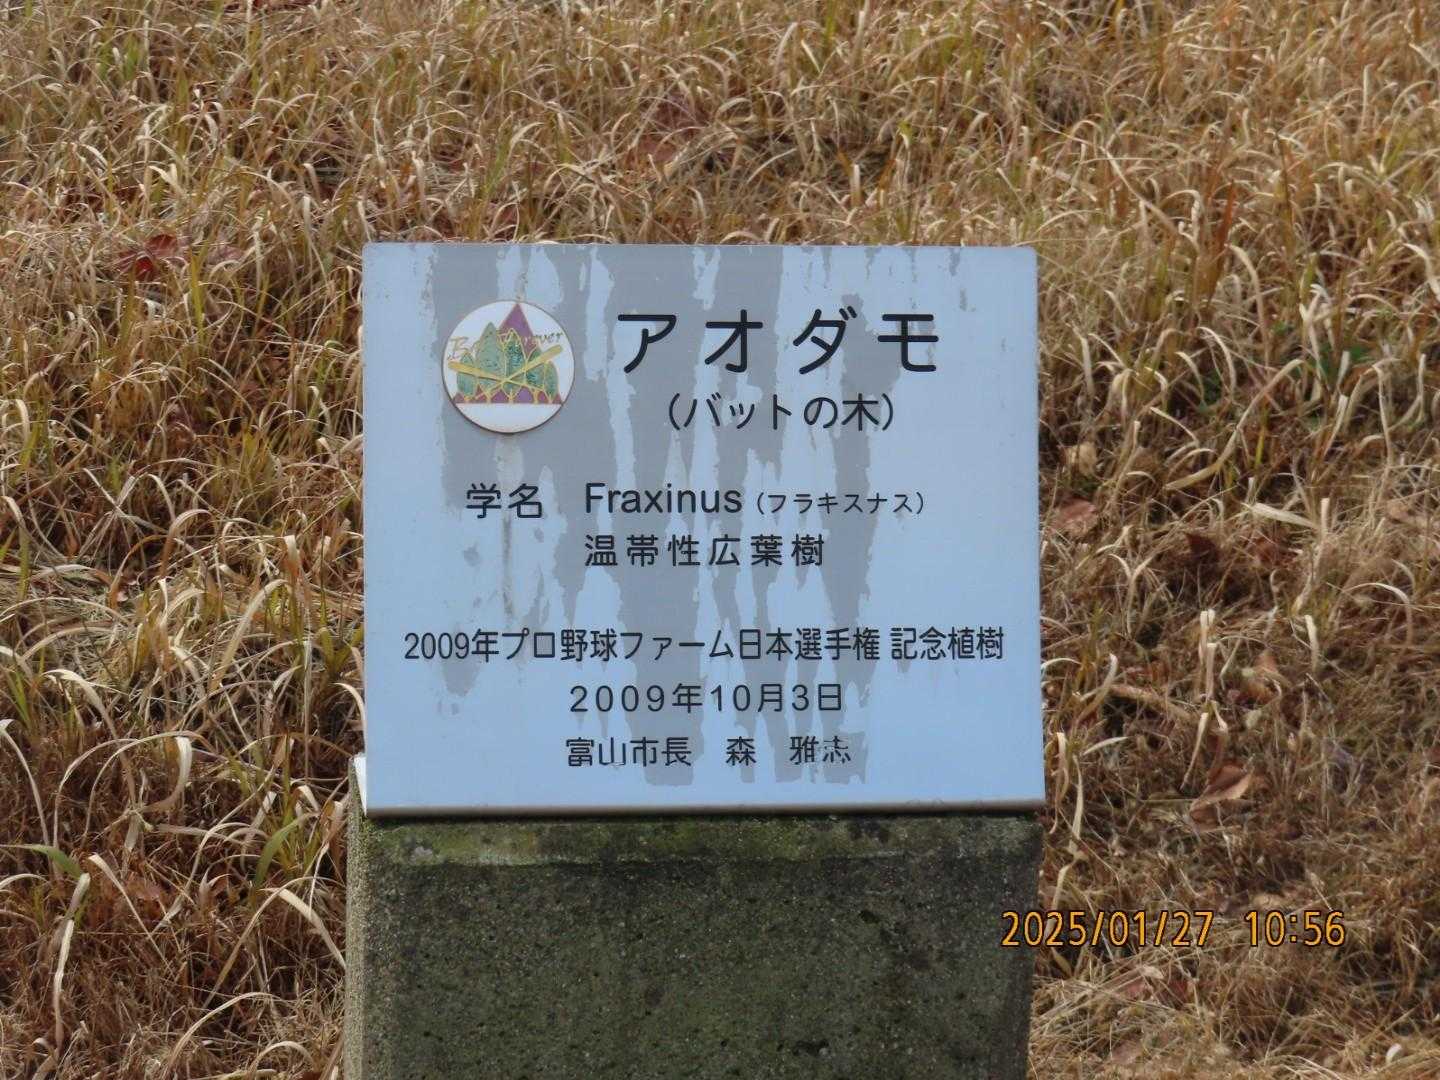 アオダモ
（バットの木）
学名　Fraxinus（フラキスナス）
温帯性広葉樹
2009年プロ野球ファーム日本選手権 記念植樹
2009年10月3日
富山市長　森　雅志
2025/01/27 10:56